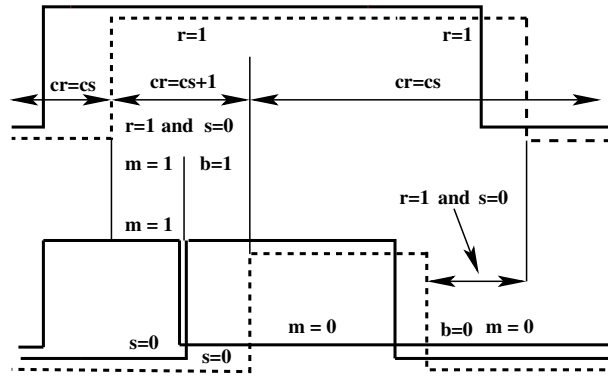 r=1 r=1
cr=cs cr=cs+1 cr=cs
r=1 and s=0
m = 1 b=1
r=1 and s=0
m = 1
m = 0 b=0 m = 0
s=0 s=0